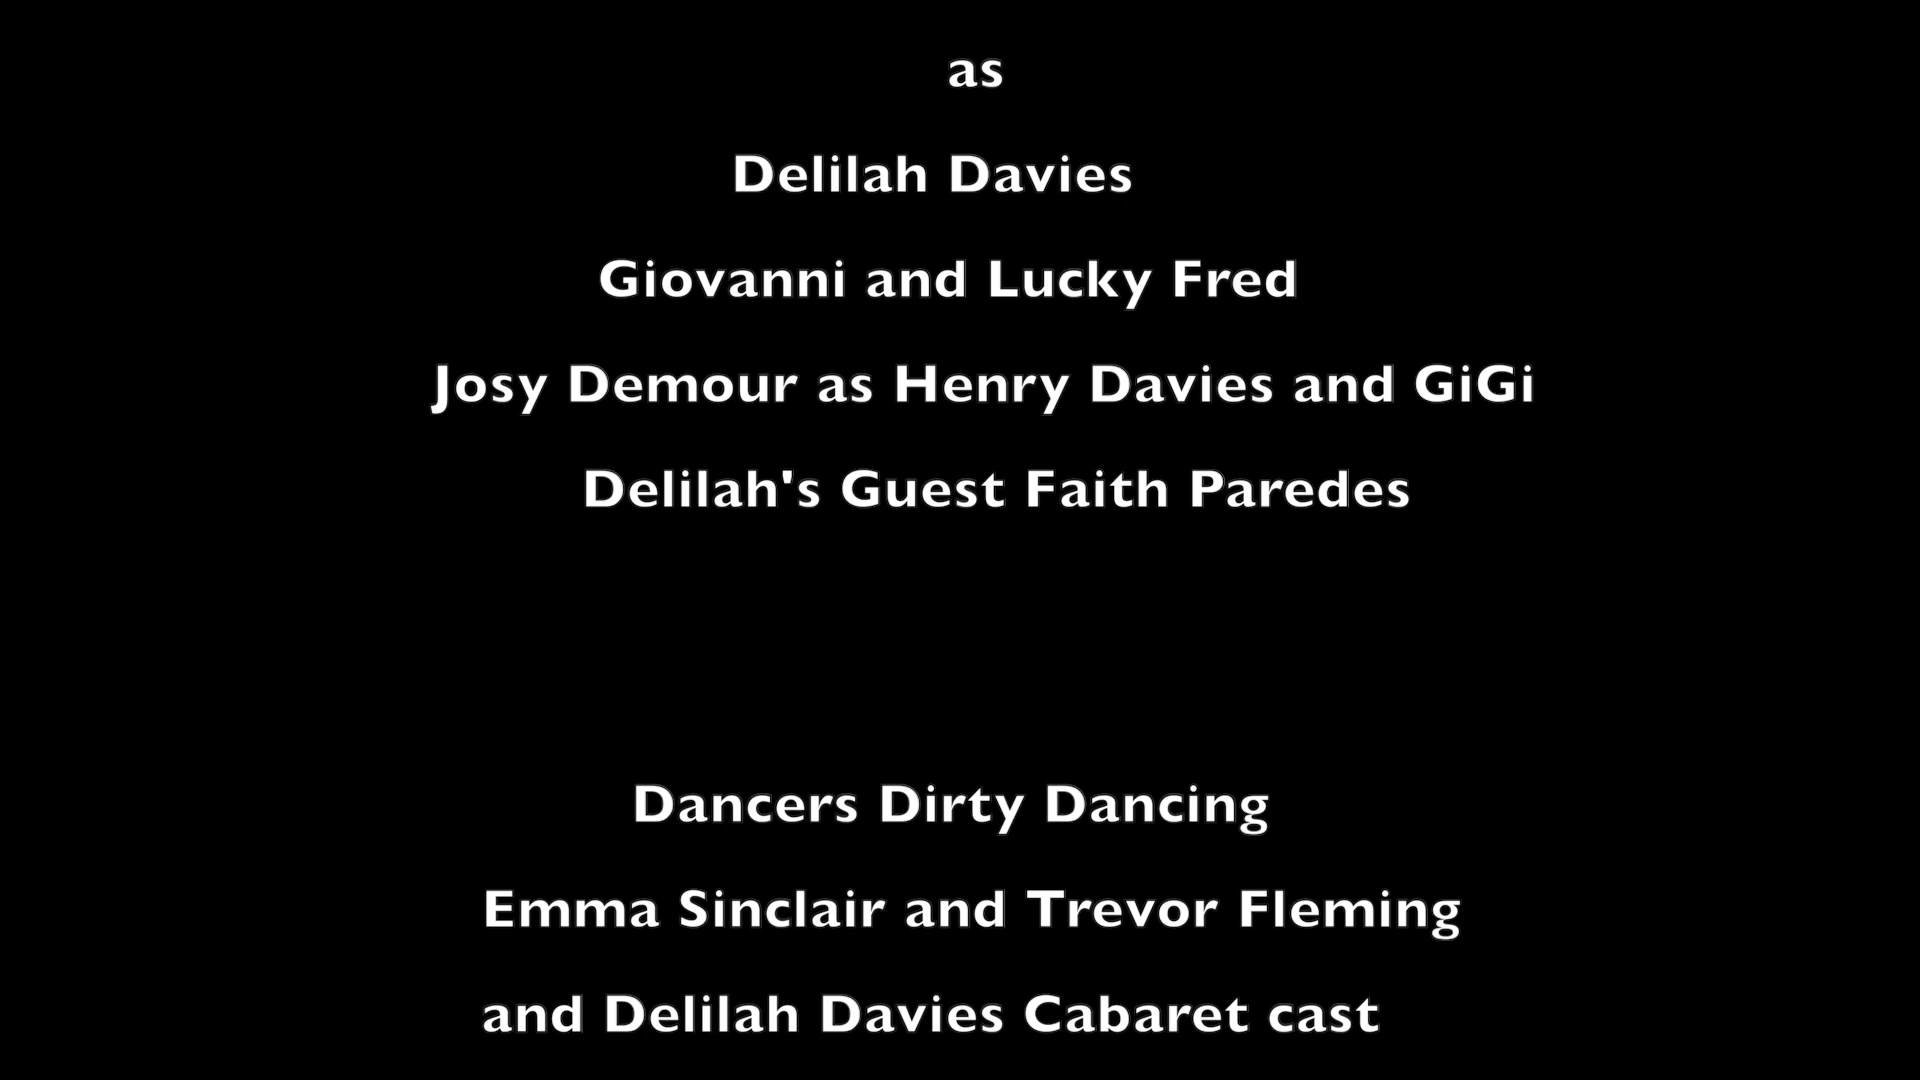 as
Delilah Davies
Giovanni and Lucky Fred
Josy Demour as Henry Davies and GiGi
Delilah's Guest Faith Paredes
Dancers Dirty Dancing
Emma Sinclair and Trevor Fleming
and Delilah Davies Cabaret cast